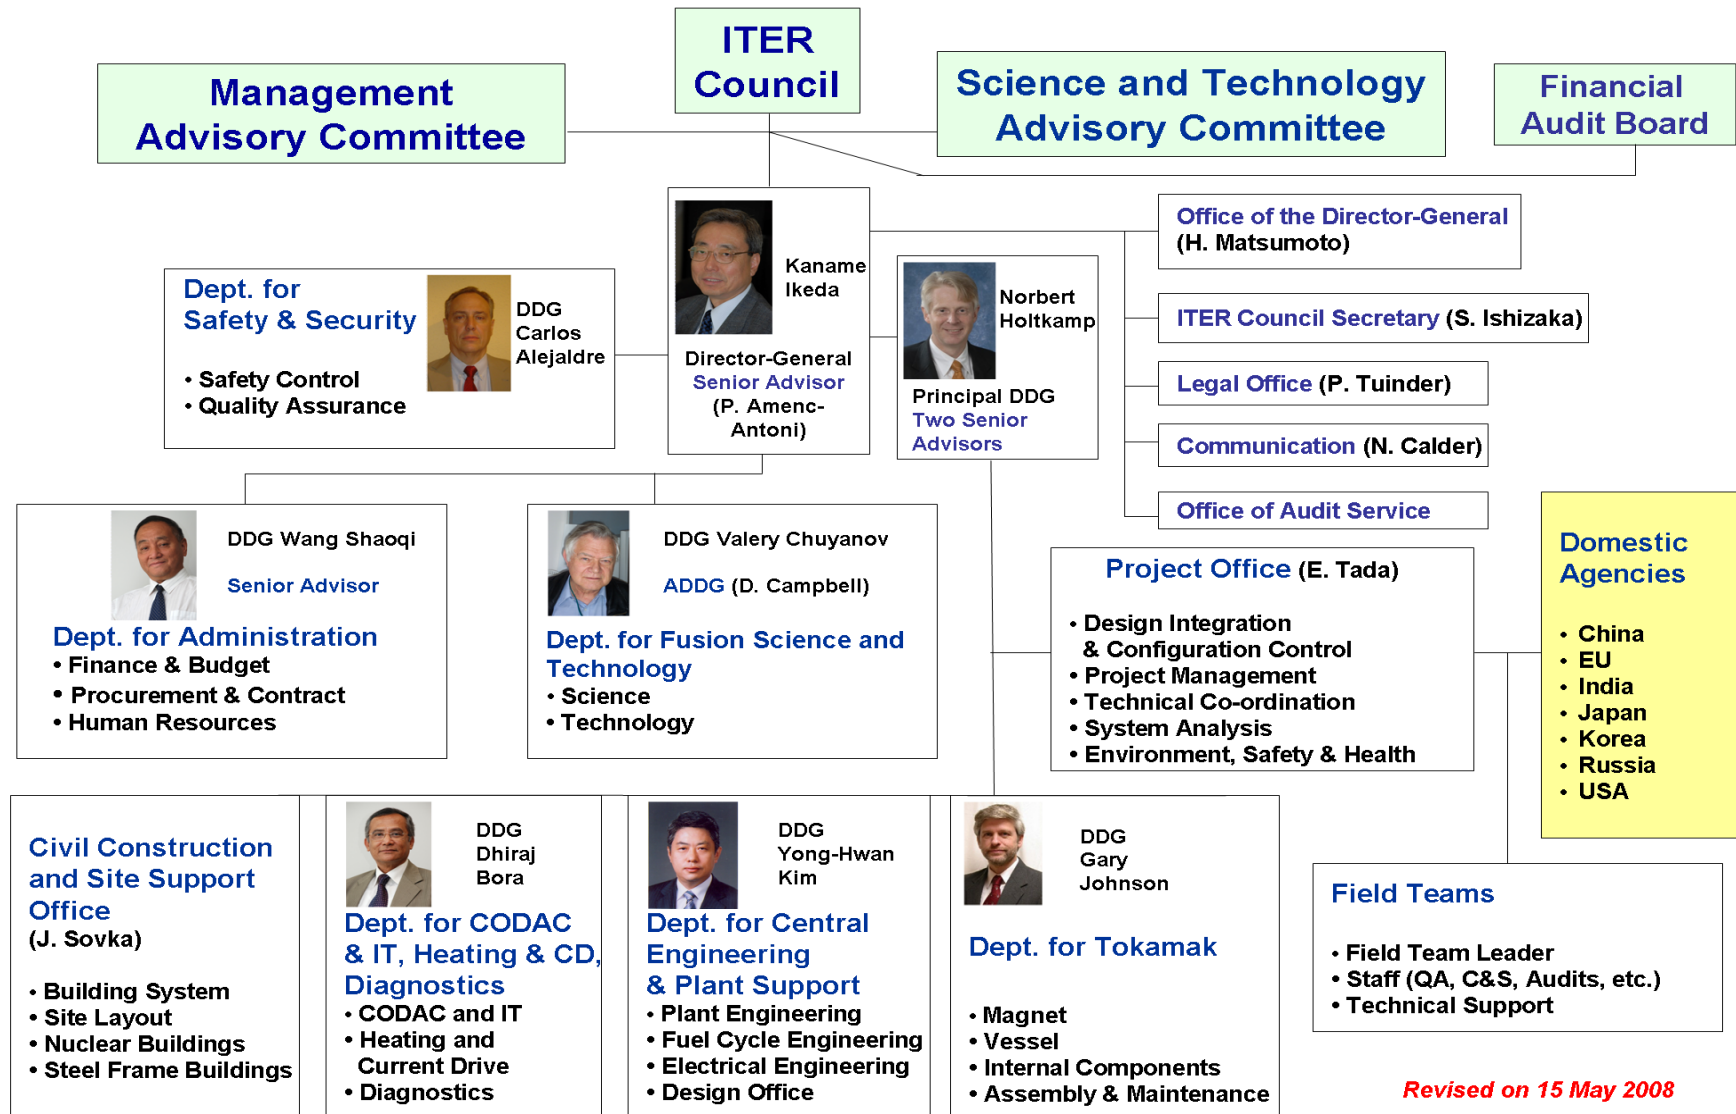 ITER
Council
Management
Advisory Committee
Science and Technology
Advisory Committee
Financial
Audit Board
Kaname
Ikeda
Director-General
Senior Advisor
(P. Amenc-
Antoni)
Norbert
Holtkamp
Principal DDG
Two Senior
Advisors
Office of the Director-General
(H. Matsumoto)
ITER Council Secretary (S. Ishizaka)
Legal Office (P. Tuinder)
Communication (N. Calder)
Office of Audit Service
Dept. for
Safety & Security
DDG
Carlos
Alejaldre
• Safety Control
• Quality Assurance
DDG Wang Shaoqi
Senior Advisor
Dept. for Administration
• Finance & Budget
• Procurement & Contract
• Human Resources
DDG Valery Chuyanov
ADDG (D. Campbell)
Dept. for Fusion Science and
Technology
• Science
• Technology
Project Office (E. Tada)
• Design Integration
& Configuration Control
• Project Management
• Technical Co-ordination
• System Analysis
• Environment, Safety & Health
Domestic
Agencies
• China
• EU
• India
• Japan
• Korea
• Russia
• USA
Civil Construction
and Site Support
Office
(J. Sovka)
• Building System
• Site Layout
• Nuclear Buildings
• Steel Frame Buildings
DDG
Dhiraj
Bora
Dept. for CODAC
& IT, Heating & CD,
Diagnostics
• CODAC and IT
• Heating and
Current Drive
• Diagnostics
DDG
Yong-Hwan
Kim
Dept. for Central
Engineering
& Plant Support
• Plant Engineering
• Fuel Cycle Engineering
• Electrical Engineering
• Design Office
DDG
Gary
Johnson
Dept. for Tokamak
• Magnet
• Vessel
• Internal Components
• Assembly & Maintenance
Field Teams
• Field Team Leader
• Staff (QA, C&S, Audits, etc.)
• Technical Support
Revised on 15 May 2008